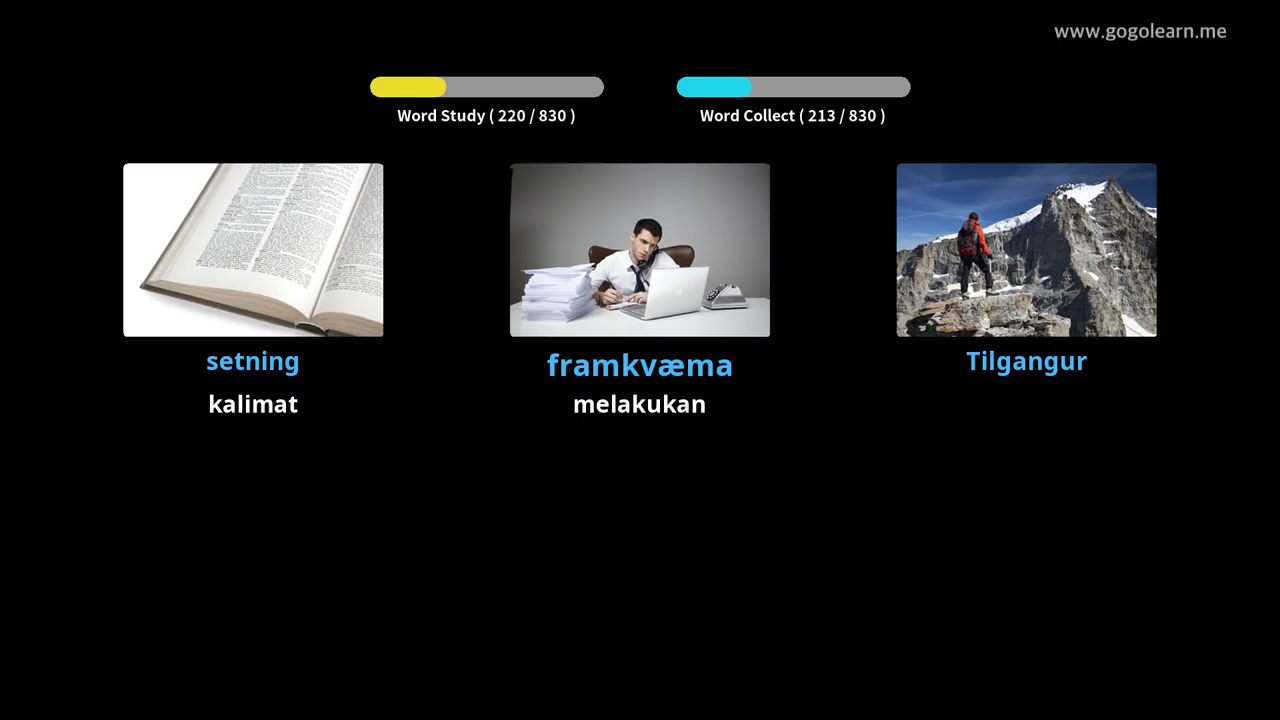 www.gogolearn.me
Word Study ( 220 / 830 )
Word Collect ( 213 / 830 )
setning
framkvæma
Tilgangur
kalimat
melakukan